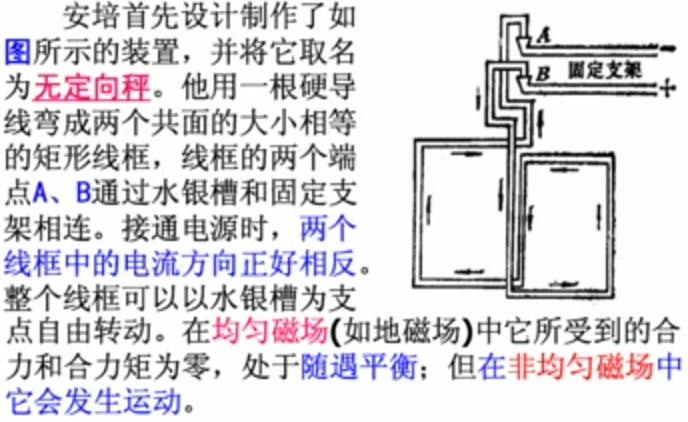 安培首先设计制作了如
图所示的装置，并将它取名
为无定向秤。他用一根硬导
线弯成两个共面的大小相等
的矩形线框，线框的两个端
点A、B通过水银槽和固定支
架相连。接通电源时，两个
线框中的电流方向正好相反。
整个线框可以以水银槽为支
点自由转动。在均匀磁场(如地磁场)中它所受到的合
力和合力矩为零，处于随遇平衡；但在非均匀磁场中
它会发生运动。
A
－
B
固定支架
＋